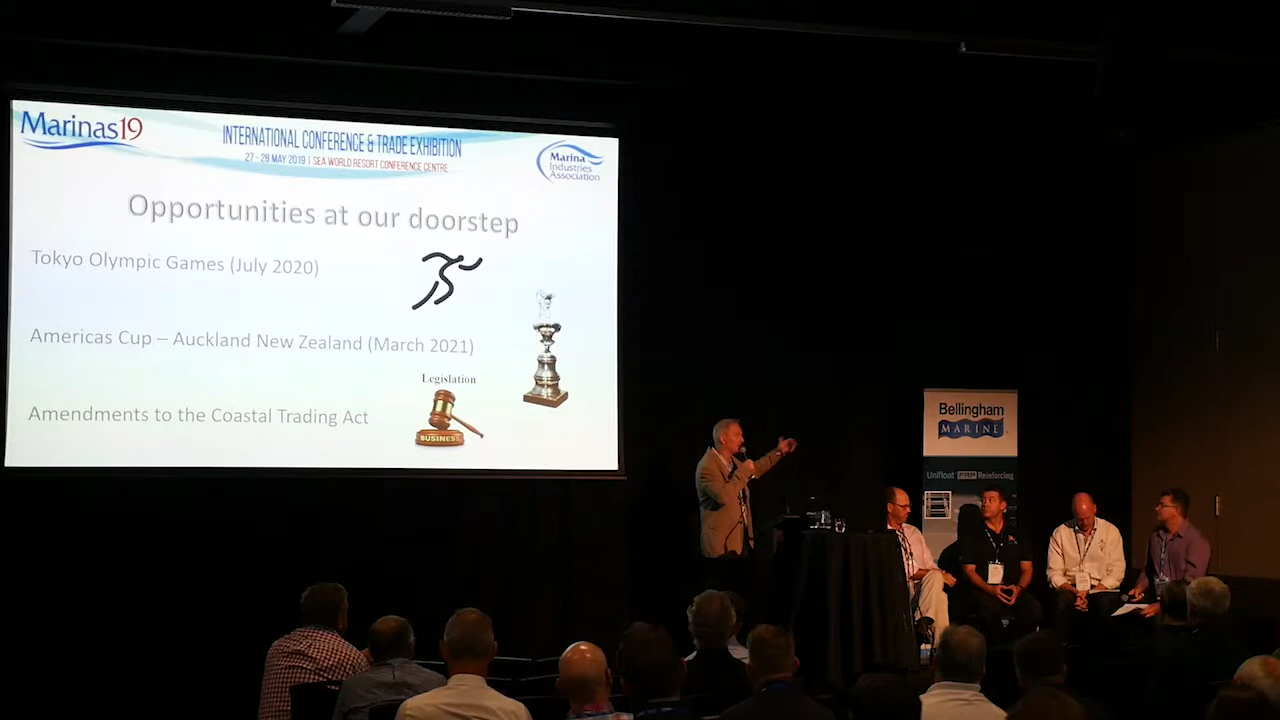 Marinas19
INTERNATIONAL CONFERENCE & TRADE EXHIBITION
27 - 28 MAY 2019 | SEA WORLD RESORT CONFERENCE CENTRE
Marina
Industries
Association
Opportunities at our doorstep
Tokyo Olympic Games (July 2020)
Americas Cup – Auckland New Zealand (March 2021)
Legislation
Amendments to the Coastal Trading Act
BUSINESS
Bellingham
MARINE
Unifloat FRP Reinforcing